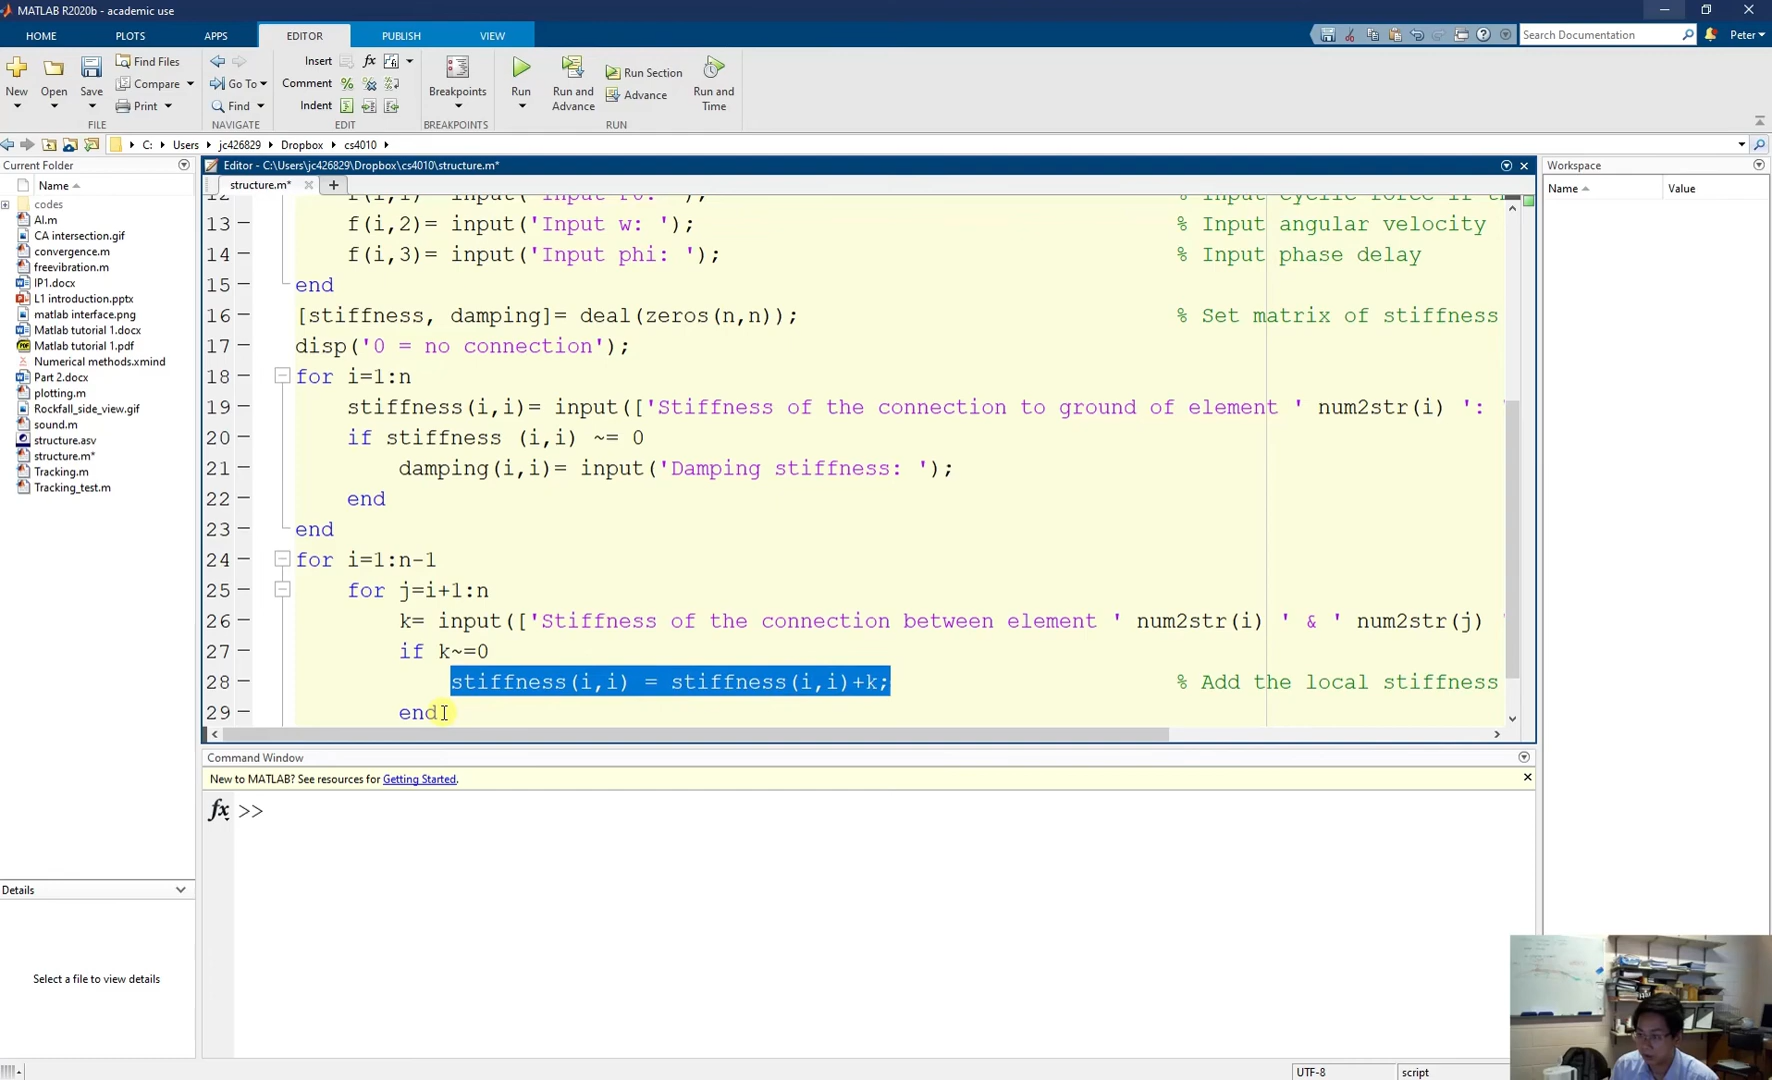 MATLAB R2020b - academic use
HOME PLOTS APPS EDITOR PUBLISH VIEW
Search Documentation Peter
New Open Save Find Files Compare Print
FILE
Go To Find
NAVIGATE
Insert fx Comment Indent
EDIT
Breakpoints
BREAKPOINTS
Run Run and Advance Run Section Advance Run and Time
RUN
C: Users jc426829 Dropbox cs4010
Current Folder
Name
codes
AI.m
CA intersection.gif
convergence.m
freevibration.m
IP1.docx
L1 introduction.pptx
matlab interface.png
Matlab tutorial 1.docx
Matlab tutorial 1.pdf
Numerical methods.xmind
Part 2.docx
plotting.m
Rockfall_side_view.gif
sound.m
structure.asv
structure.m*
Tracking.m
Tracking_test.m
Details
Select a file to view details
Editor - C:\Users\jc426829\Dropbox\cs4010\structure.m*
structure.m*
13 f(i,2)= input('Input w: '); % Input angular velocity
14 f(i,3)= input('Input phi: '); % Input phase delay
15 end
16 [stiffness, damping]= deal(zeros(n,n)); % Set matrix of stiffness
17 disp('0 = no connection');
18 for i=1:n
19 stiffness(i,i)= input(['Stiffness of the connection to ground of element ' num2str(i) ': '
20 if stiffness (i,i) ~= 0
21 damping(i,i)= input('Damping stiffness: ');
22 end
23 end
24 for i=1:n-1
25 for j=i+1:n
26 k= input(['Stiffness of the connection between element ' num2str(i) ' & ' num2str(j) '
27 if k~=0
28 stiffness(i,i) = stiffness(i,i)+k; % Add the local stiffness
29 end
Command Window
New to MATLAB? See resources for Getting Started.
fx >>
Workspace
Name Value
UTF-8 script